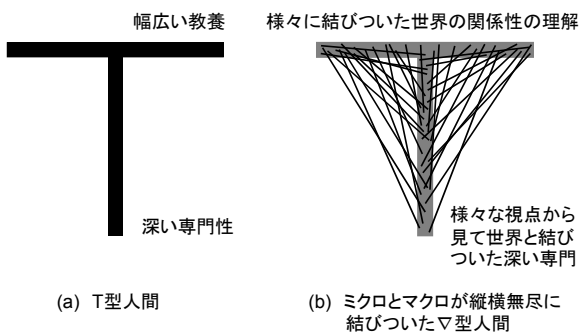 幅広い教養
深い専門性
(a) T型人間
様々に結びついた世界の関係性の理解
様々な視点から
見て世界と結び
ついた深い専門
(b) ミクロとマクロが縦横無尽に
結びついた▽型人間